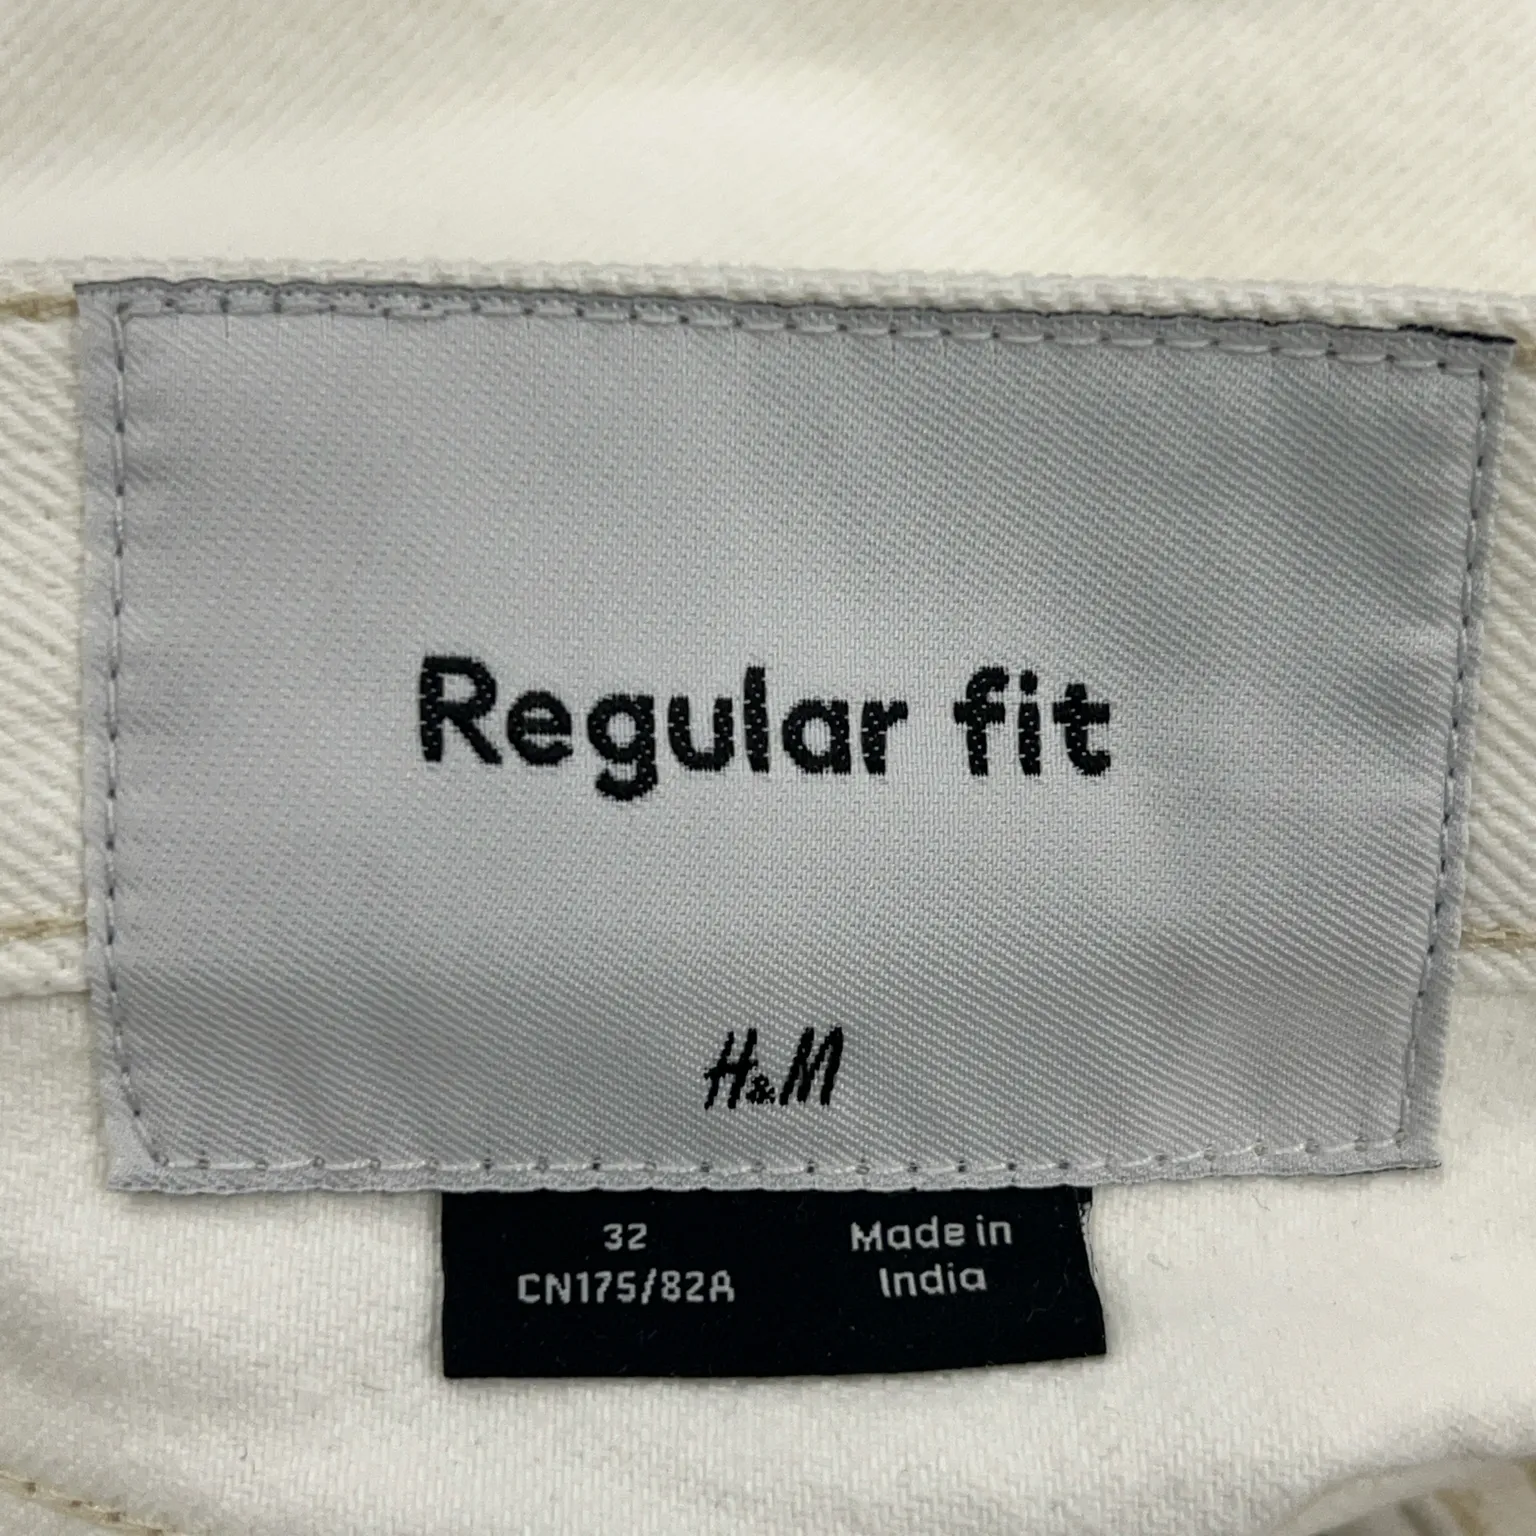 Regular fit
H&M
32
CN175/82A
Made in
India